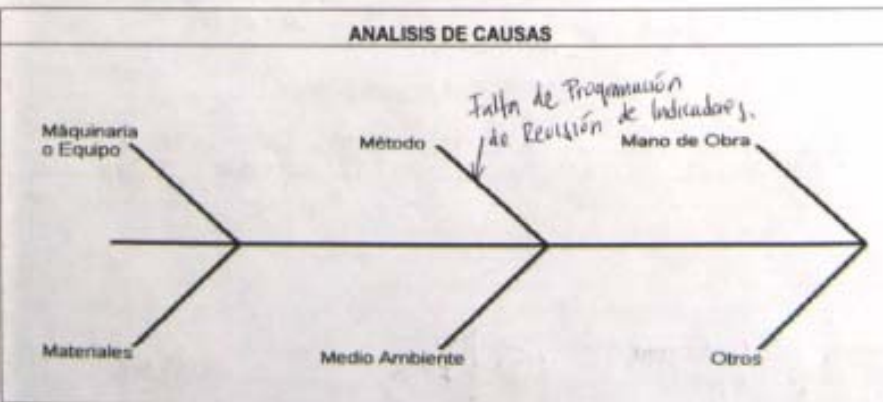 ANALISIS DE CAUSAS
Falta de Programación
de Revisión de Indicadores.
Máquinaria
o Equipo
Método
Mano de Obra
Materiales
Medio Ambiente
Otros